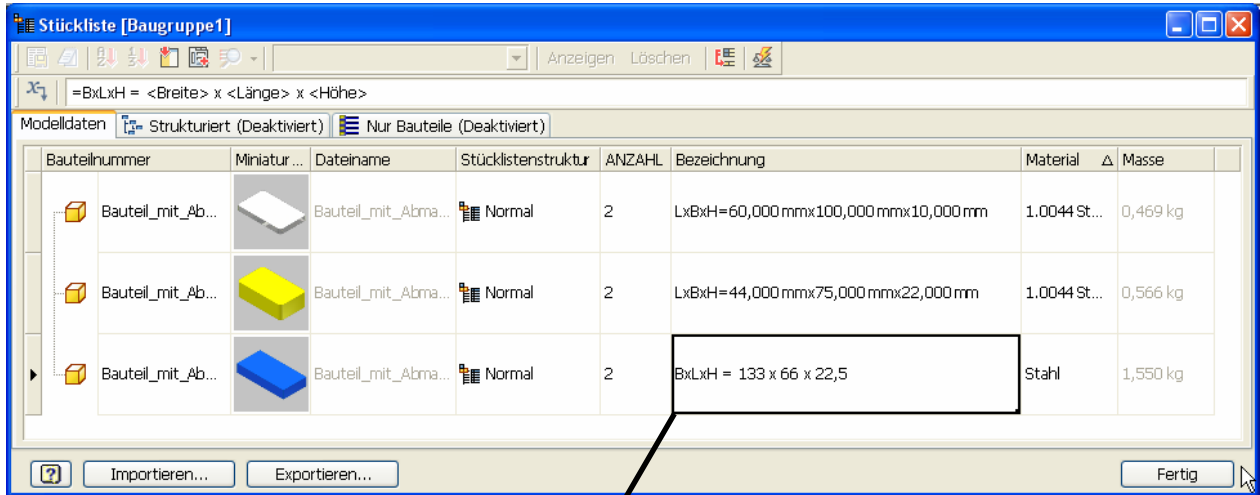 Stückliste [Baugruppe1]
Anzeigen Löschen
=BxLxH = <Breite> x <Länge> x <Höhe>
Modelldaten Strukturiert (Deaktiviert) Nur Bauteile (Deaktiviert)
Bauteilnummer Miniatur... Dateiname Stücklistenstruktur ANZAHL Bezeichnung Material Masse
Bauteil_mit_Ab... Bauteil_mit_Abma... Normal 2 LxBxH=60,000 mmx100,000 mmx10,000 mm 1.0044 St... 0,469 kg
Bauteil_mit_Ab... Bauteil_mit_Abma... Normal 2 LxBxH=44,000 mmx75,000 mmx22,000 mm 1.0044 St... 0,566 kg
Bauteil_mit_Ab... Bauteil_mit_Abma... Normal 2 BxLxH = 133 x 66 x 22,5 Stahl 1,550 kg
Importieren... Exportieren... Fertig